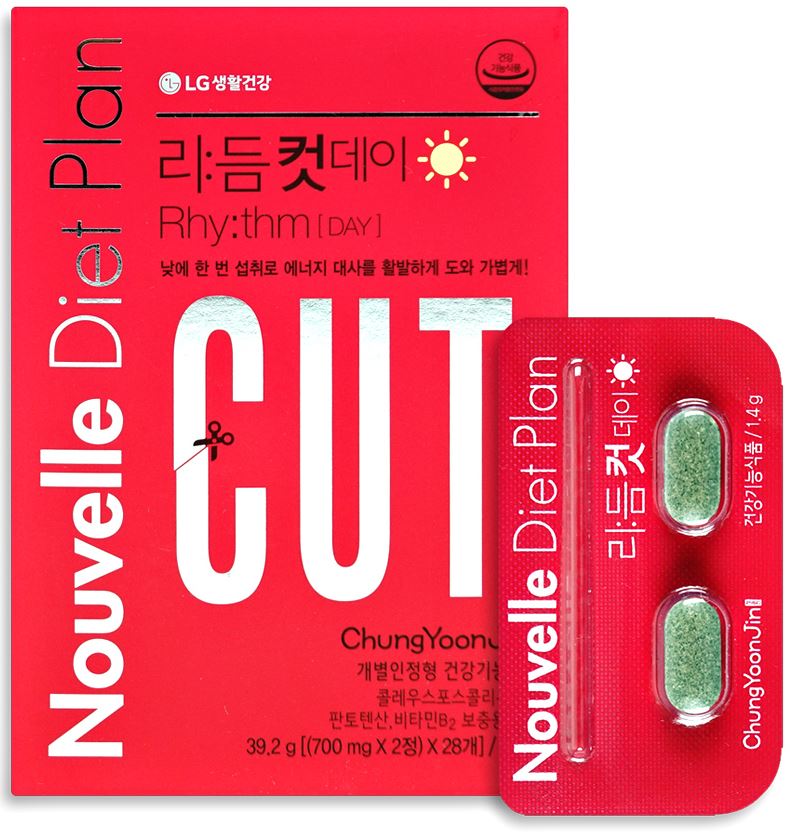 Nouvelle Diet Plan
LG생활건강
건강
기능식품
리:듬컷데이
Rhy:thm [DAY]
낮에 한 번 섭취로 에너지 대사를 활발하게 도와 가볍게!
CUT
ChungYoonJ
개별인정형 건강기능
콜레우스포스콜리
판토텐산,비타민B2 보충용
39.2 g [(700 mg X 2정) X 28개] /
Nouvelle Diet Plan
리:듬컷데이
건강기능식품/1.4 g
ChungYoonJin